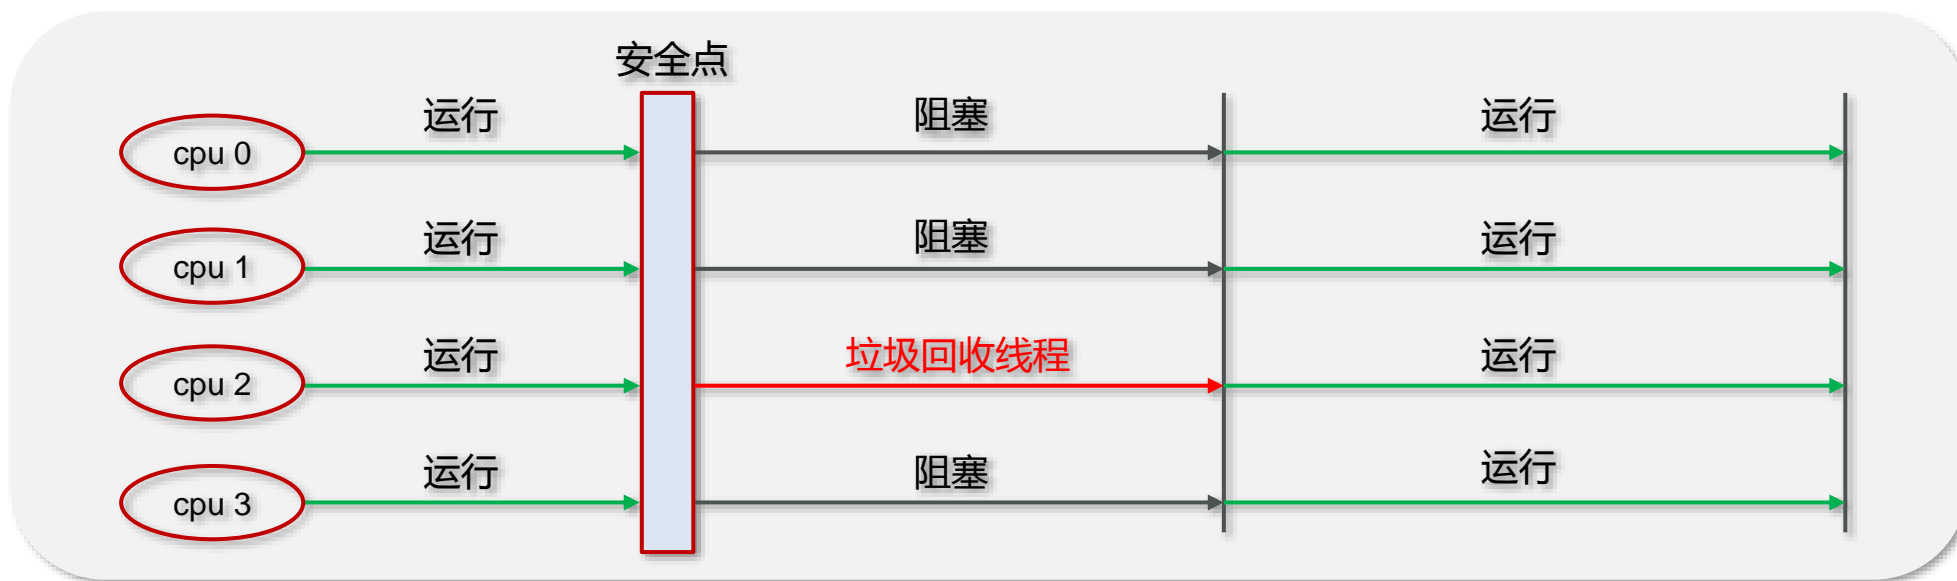 安全点
cpu 0 运行 阻塞 运行
cpu 1 运行 阻塞 运行
cpu 2 运行 垃圾回收线程 运行
cpu 3 运行 阻塞 运行